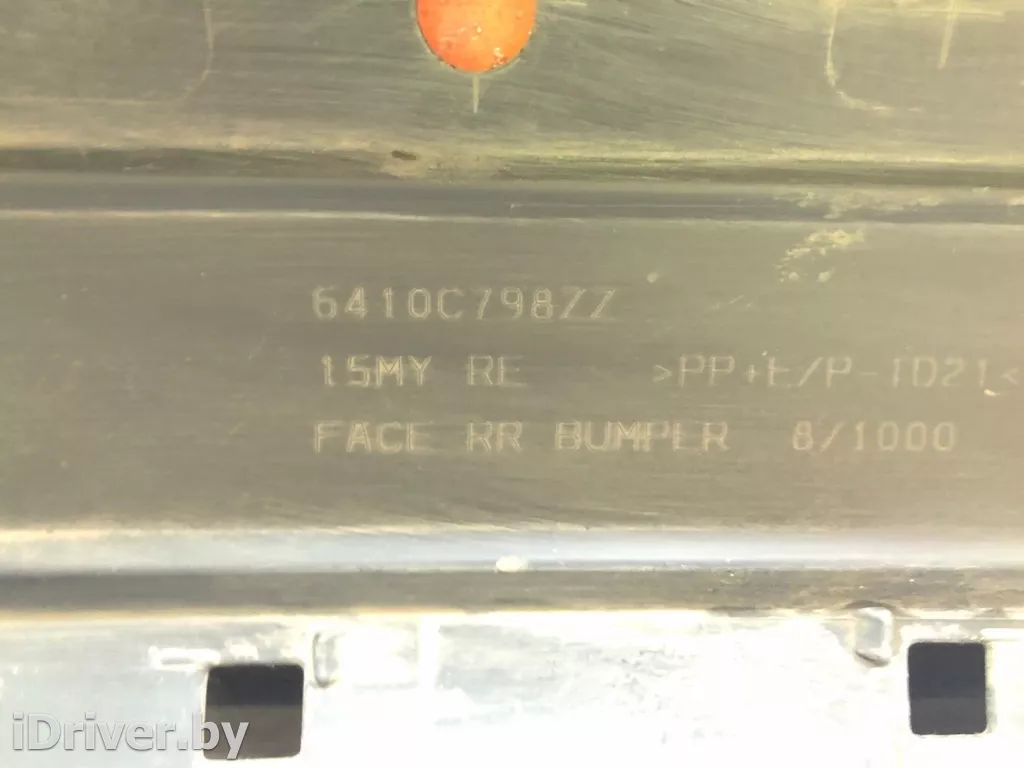 6410C798ZZ
15MY RE >PP+E/P-TD21<
FACE RR BUMPER 8/1000
iDriver.by